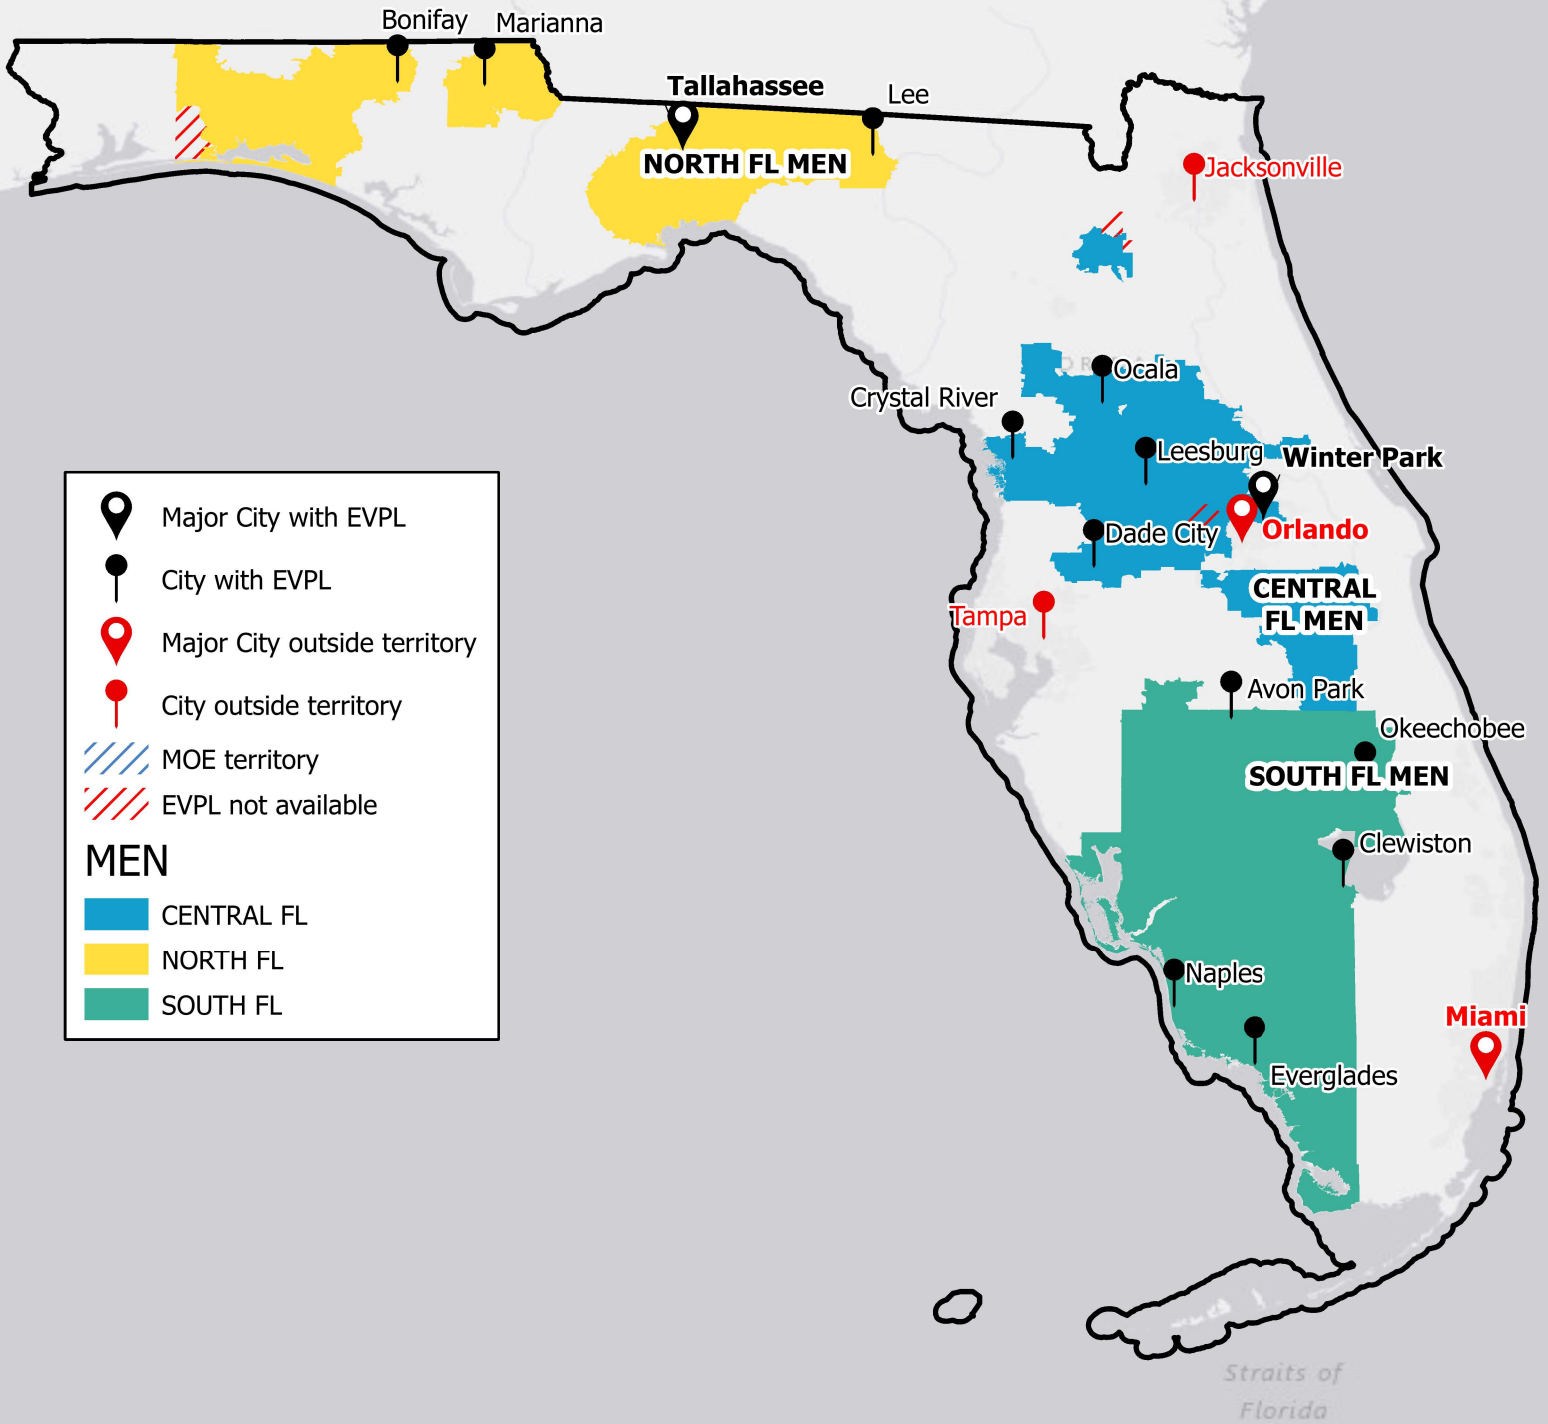 Bonifay
Marianna
Tallahassee
Lee
NORTH FL MEN
Jacksonville
Ocala
Crystal River
Leesburg
Winter Park
Orlando
Dade City
CENTRAL
FL MEN
Tampa
Avon Park
Okeechobee
SOUTH FL MEN
Clewiston
Naples
Everglades
Miami
Major City with EVPL
City with EVPL
Major City outside territory
City outside territory
MOE territory
EVPL not available
MEN
CENTRAL FL
NORTH FL
SOUTH FL
Straits of
Florida